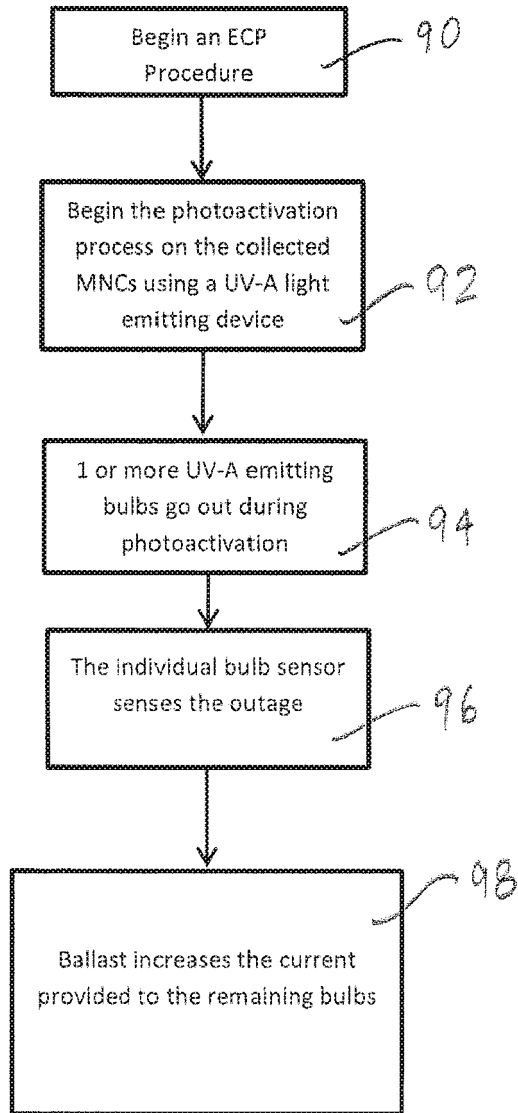 Begin an ECP
Procedure
90
Begin the photoactivation
process on the collected
MNCs using a UV-A light
emitting device
92
1 or more UV-A emitting
bulbs go out during
photoactivation
94
The individual bulb sensor
senses the outage
96
98
Ballast increases the current
provided to the remaining bulbs